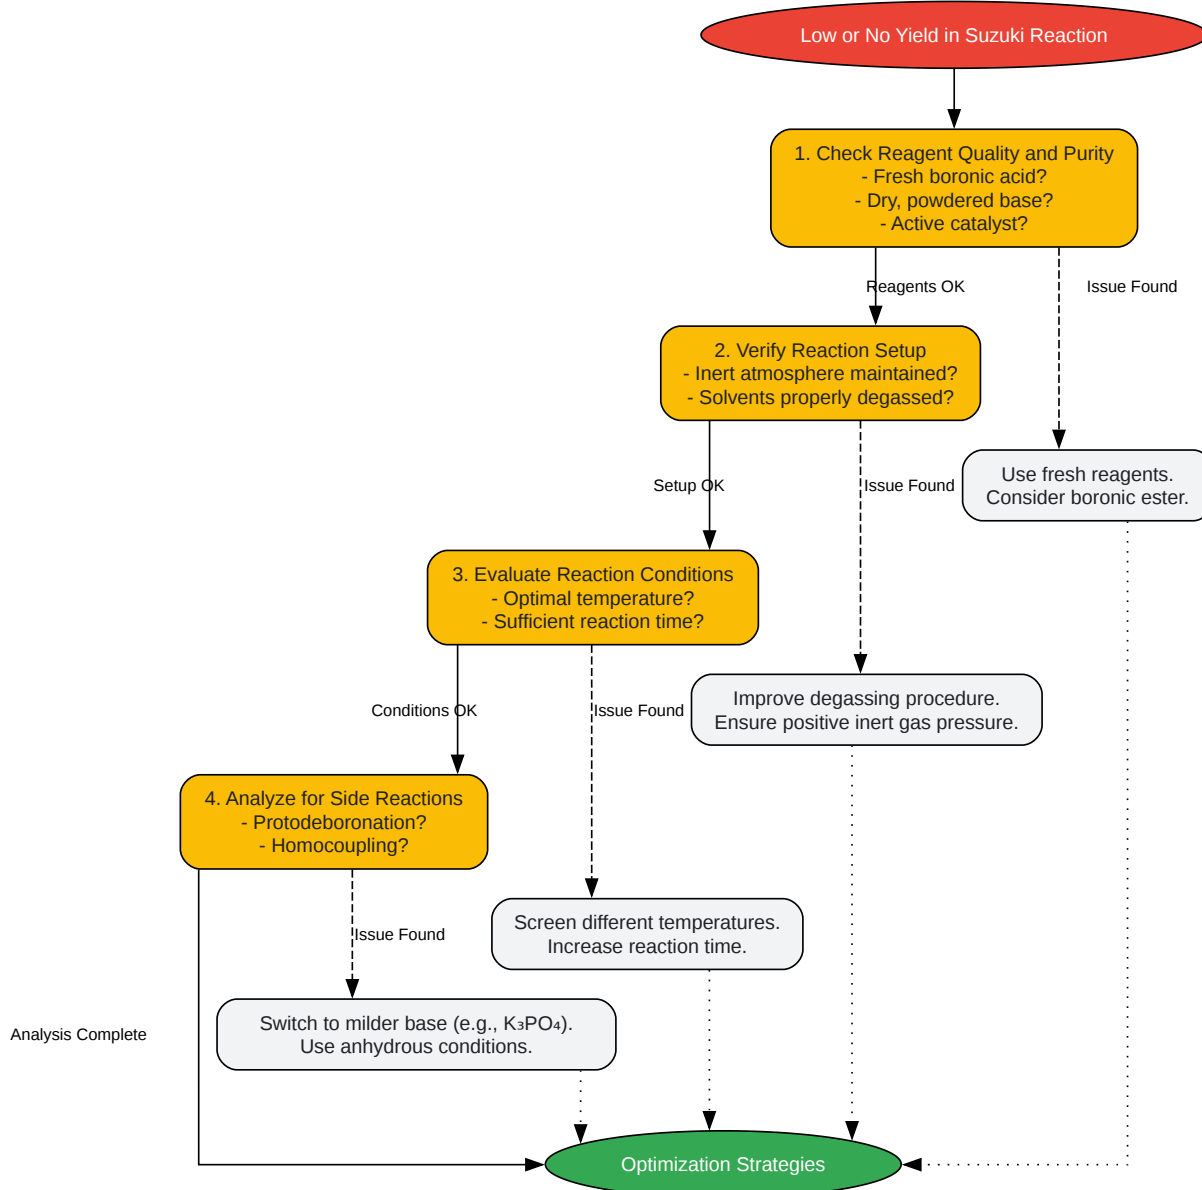 Low or No Yield in Suzuki Reaction
1. Check Reagent Quality and Purity
- Fresh boronic acid?
- Dry, powdered base?
- Active catalyst?
Reagents OK
Issue Found
2. Verify Reaction Setup
- Inert atmosphere maintained?
- Solvents properly degassed?
Setup OK
Issue Found
Use fresh reagents.
Consider boronic ester.
3. Evaluate Reaction Conditions
- Optimal temperature?
- Sufficient reaction time?
Conditions OK
Issue Found
Improve degassing procedure.
Ensure positive inert gas pressure.
4. Analyze for Side Reactions
- Protodeboronation?
- Homocoupling?
Issue Found
Screen different temperatures.
Increase reaction time.
Analysis Complete
Switch to milder base (e.g., K₃PO₄).
Use anhydrous conditions.
Optimization Strategies